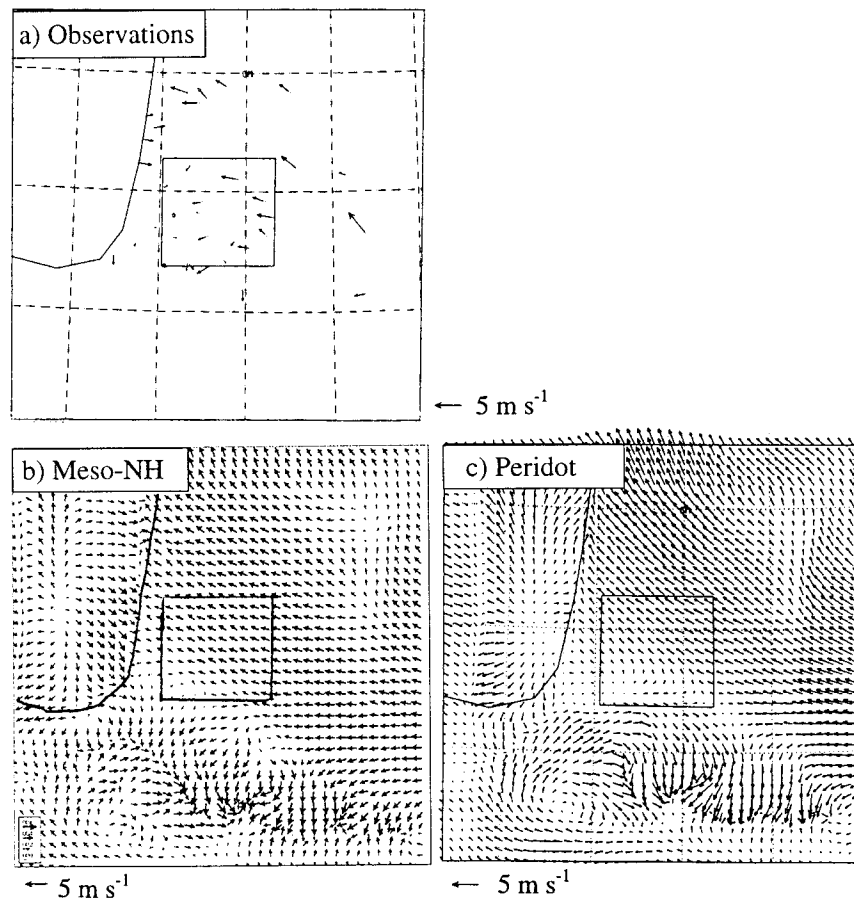 a) Observations
← 5 m s⁻¹
b) Meso-NH
c) Peridot
← 5 m s⁻¹
← 5 m s⁻¹